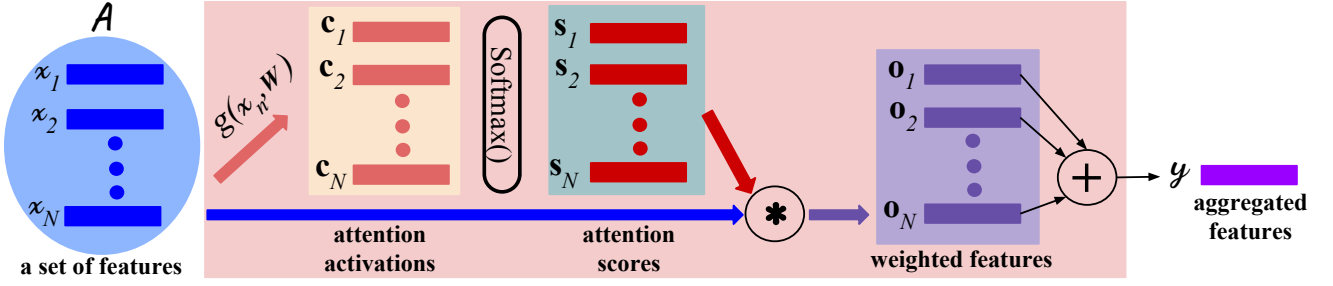 A
x1
x2
xN
a set of features
g(xn, W)
c1
c2
cN
attention
activations
Softmax()
s1
s2
sN
attention
scores
*
o1
o2
oN
weighted features
+
y
aggregated
features